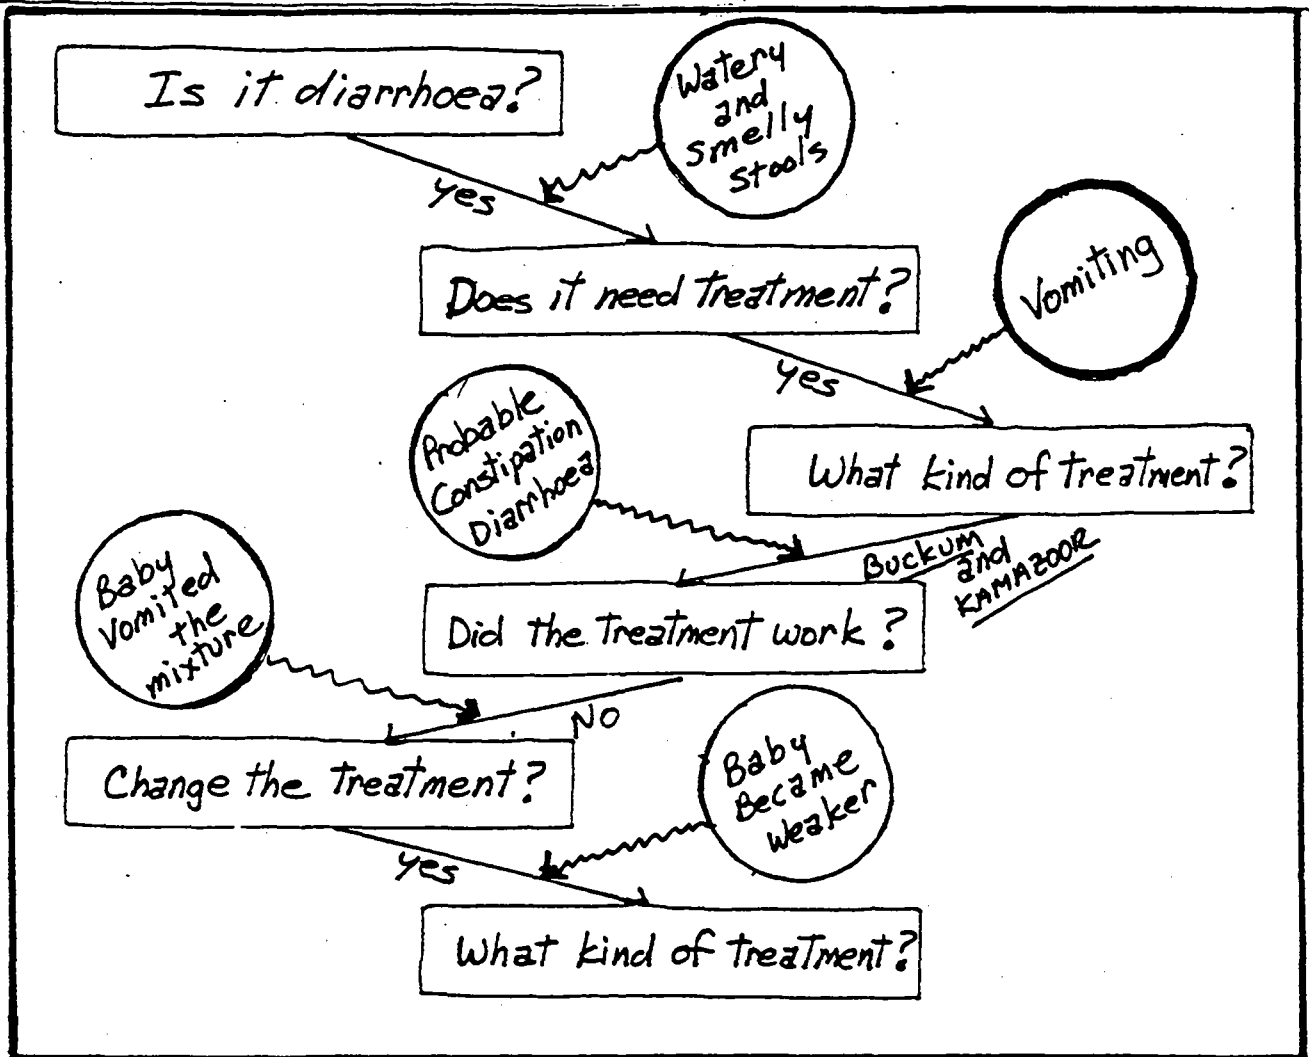 Is it diarrhoea?
Watery
and
smelly
stools
yes
Does it need treatment?
Vomiting
yes
Probable
Constipation
Diarrhoea
What kind of treatment?
Buckum
and
KAMAZOOR
Baby
Vomited
the
mixture
Did the treatment work?
NO
Baby
Became
weaker
Change the treatment?
yes
What kind of treatment?